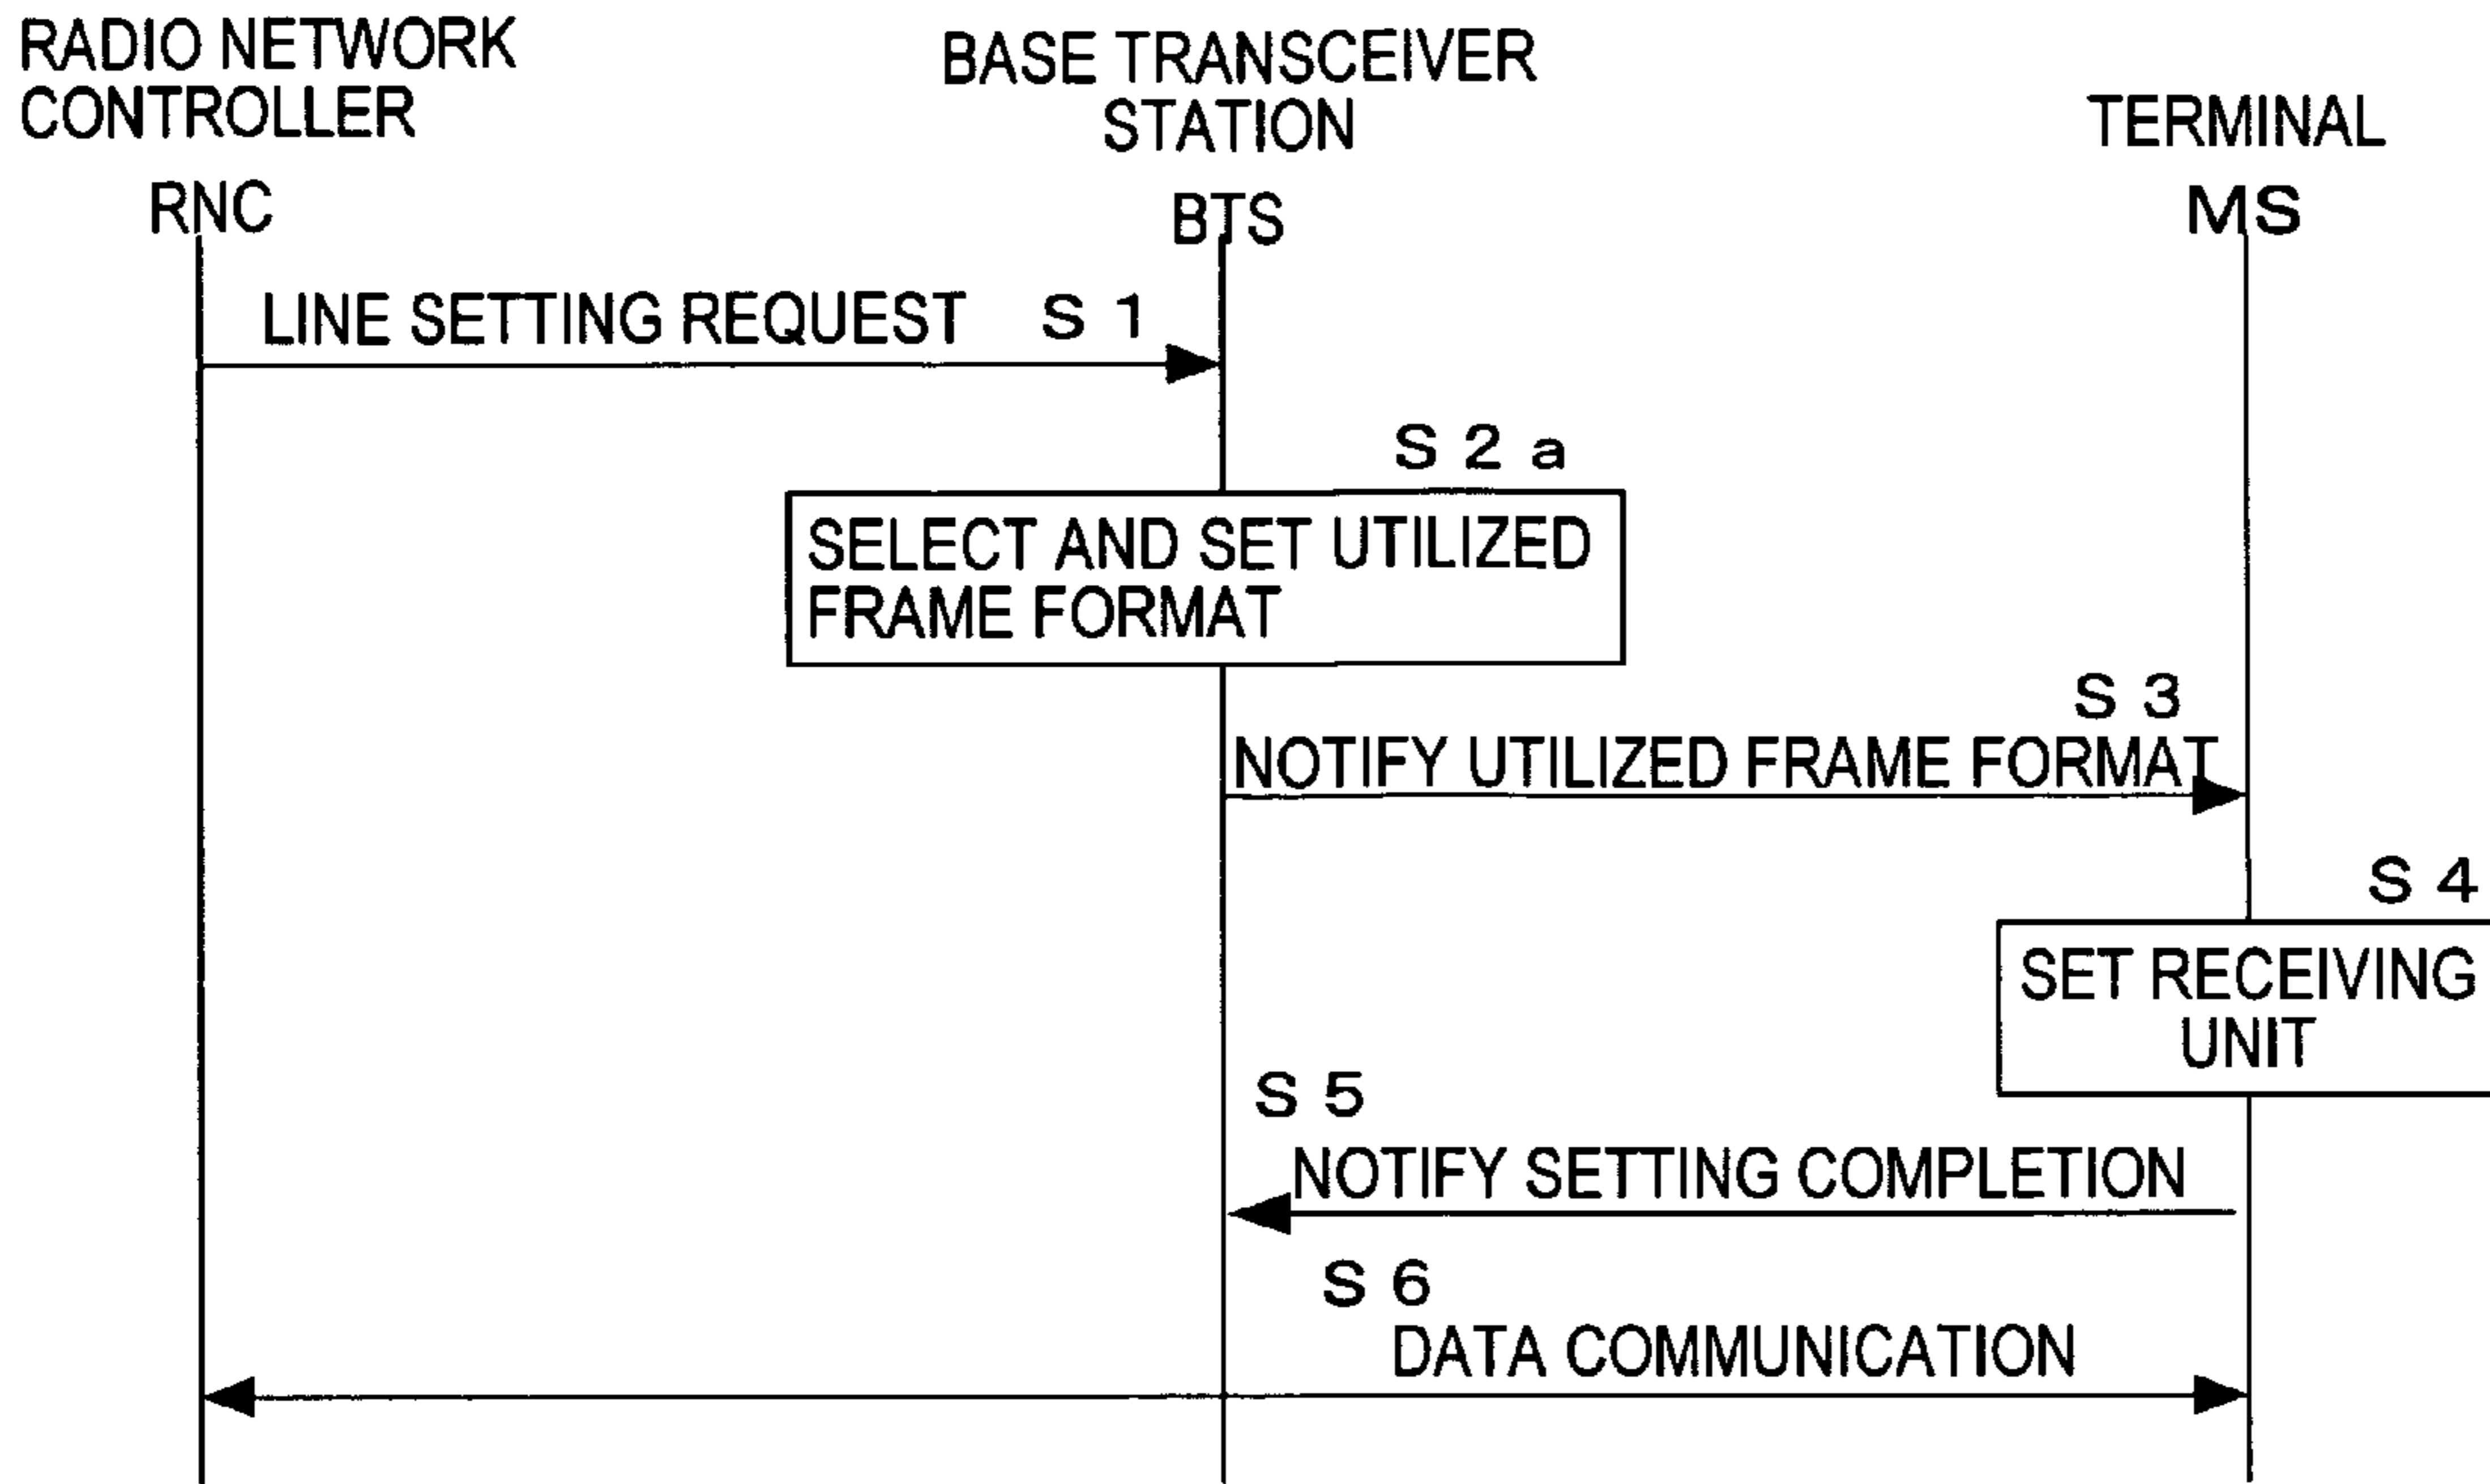 RADIO NETWORK
CONTROLLER
RNC
BASE TRANSCEIVER
STATION
BTS
TERMINAL
MS
LINE SETTING REQUEST S 1
S 2 a
SELECT AND SET UTILIZED
FRAME FORMAT
S 3
NOTIFY UTILIZED FRAME FORMAT
S 4
SET RECEIVING
UNIT
S 5
NOTIFY SETTING COMPLETION
S 6
DATA COMMUNICATION